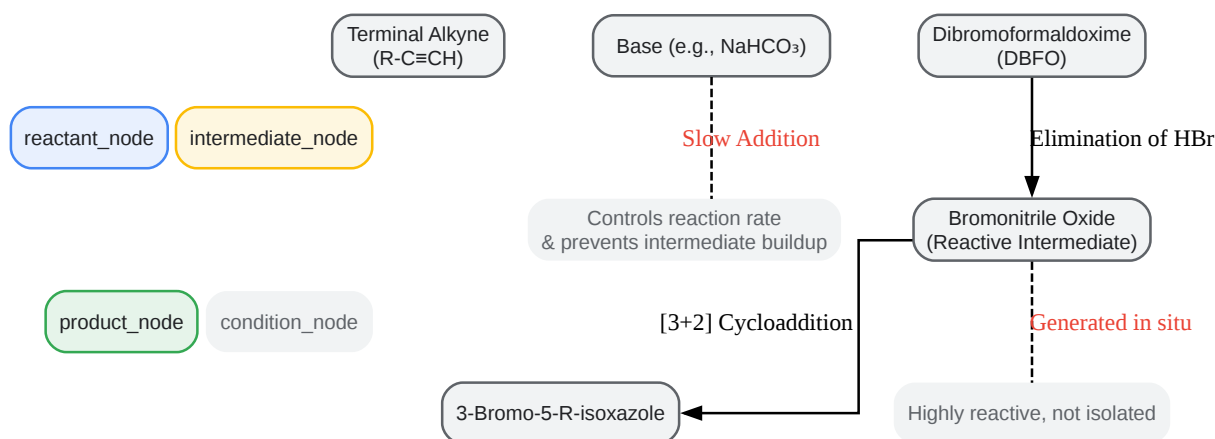 Terminal Alkyne
(R-C≡CH)
Base (e.g., NaHCO₃)
Dibromoformaldoxime
(DBFO)
reactant_node
intermediate_node
Slow Addition
Elimination of HBr
Controls reaction rate
& prevents intermediate buildup
Bromonitrile Oxide
(Reactive Intermediate)
product_node
condition_node
[3+2] Cycloaddition
Generated in situ
3-Bromo-5-R-isoxazole
Highly reactive, not isolated